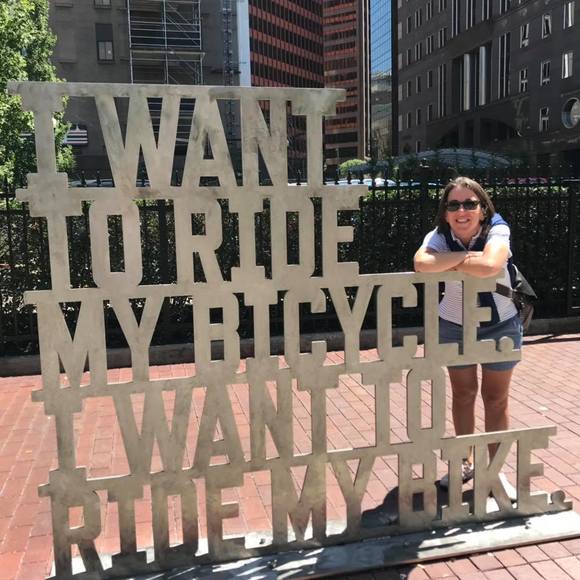 I WANT
TO RIDE
MY BICYCLE.
I WANT TO
RIDE MY BIKE.